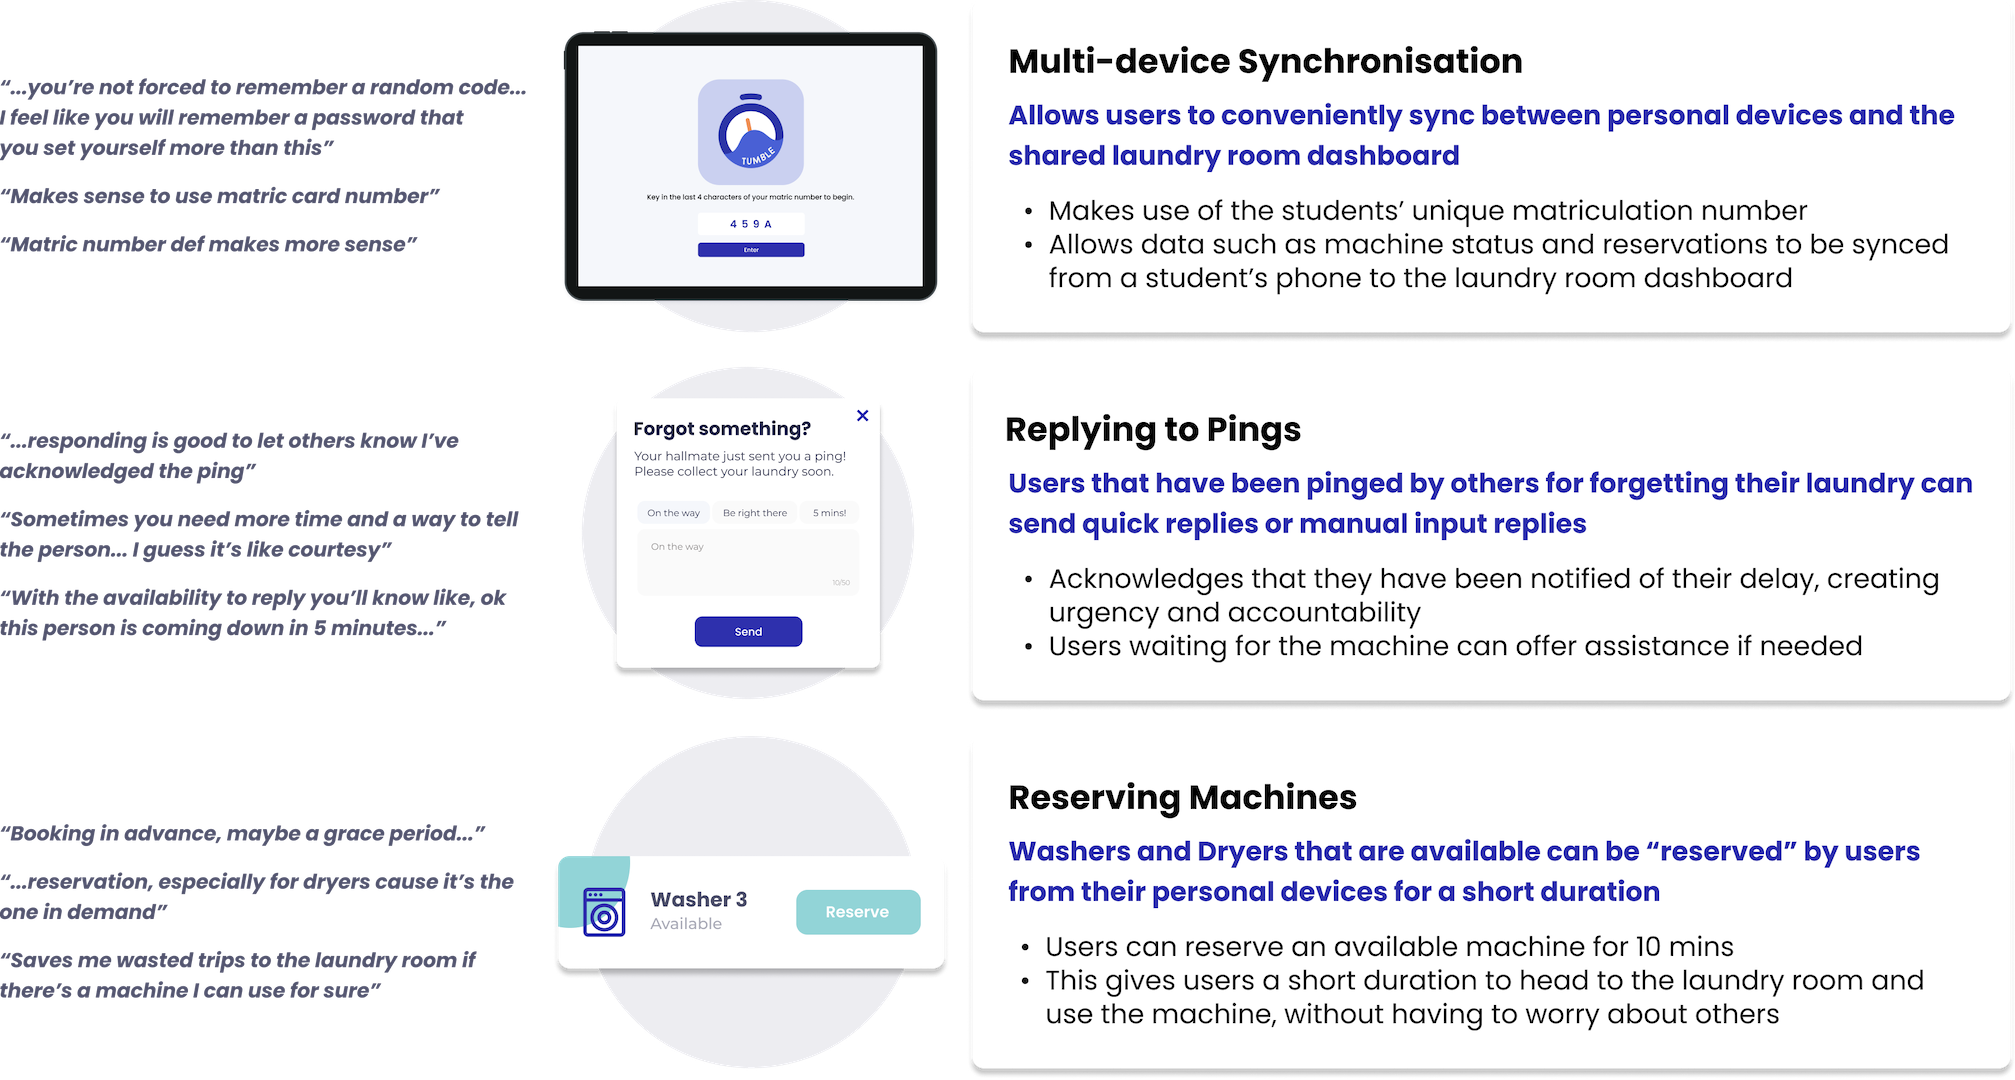 “...you’re not forced to remember a random code...
I feel like you will remember a password that
you set yourself more than this”
“Makes sense to use matric card number”
“Matric number def makes more sense”
TUMBLE
Key in the last 4 characters of your matric number to begin.
4 5 9 A
Enter
Multi-device Synchronisation
Allows users to conveniently sync between personal devices and the
shared laundry room dashboard
• Makes use of the students’ unique matriculation number
• Allows data such as machine status and reservations to be synced
from a student’s phone to the laundry room dashboard
“...responding is good to let others know I’ve
acknowledged the ping”
“Sometimes you need more time and a way to tell
the person... I guess it’s like courtesy”
“With the availability to reply you’ll know like, ok
this person is coming down in 5 minutes...”
Forgot something?
Your hallmate just sent you a ping!
Please collect your laundry soon.
On the way
Be right there
5 mins!
On the way
10/50
Send
Replying to Pings
Users that have been pinged by others for forgetting their laundry can
send quick replies or manual input replies
• Acknowledges that they have been notified of their delay, creating
urgency and accountability
• Users waiting for the machine can offer assistance if needed
“Booking in advance, maybe a grace period...”
“...reservation, especially for dryers cause it’s the
one in demand”
“Saves me wasted trips to the laundry room if
there’s a machine I can use for sure”
Washer 3
Available
Reserve
Reserving Machines
Washers and Dryers that are available can be “reserved” by users
from their personal devices for a short duration
• Users can reserve an available machine for 10 mins
• This gives users a short duration to head to the laundry room and
use the machine, without having to worry about others